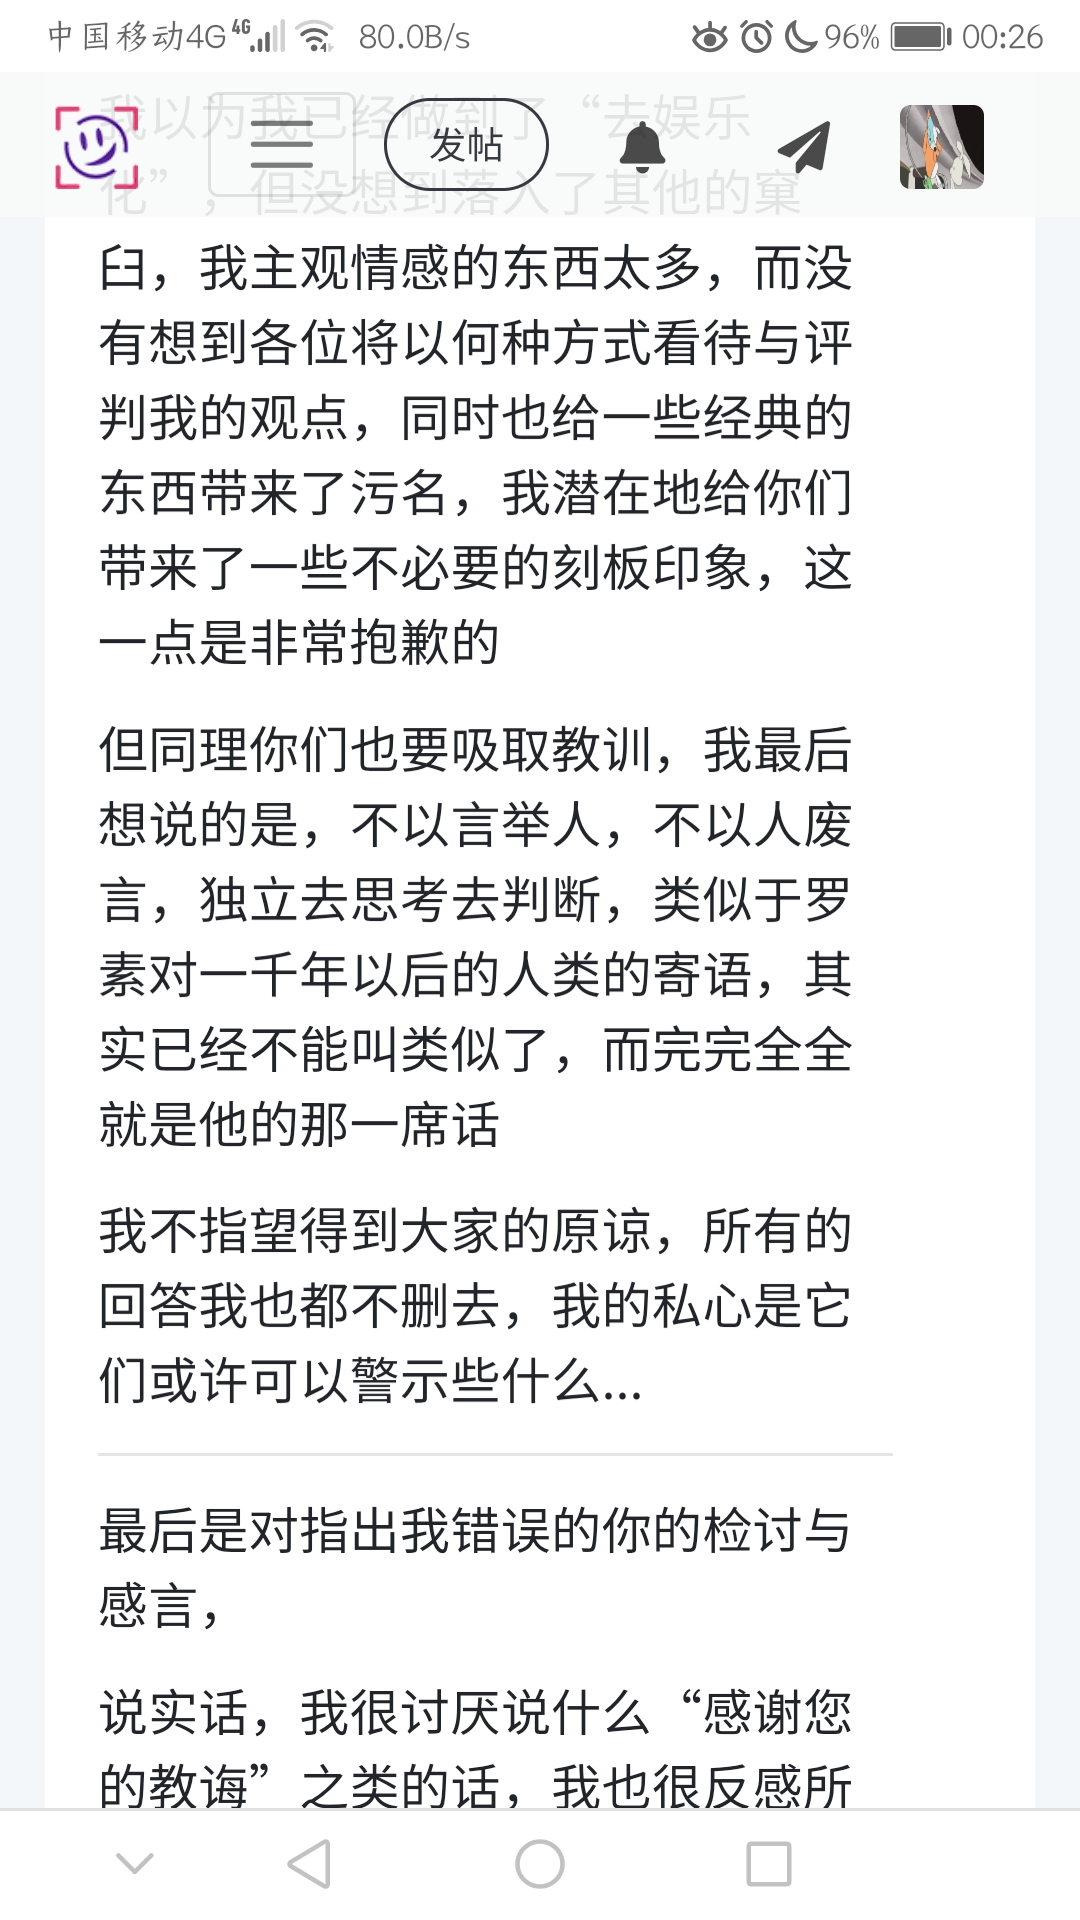 中国移动4G 4G 80.0B/s 96% 00:26
我以为我已经做到了“去娱乐
发帖
化”，但没想到落入了其他的窠
臼，我主观情感的东西太多，而没
有想到各位将以何种方式看待与评
判我的观点，同时也给一些经典的
东西带来了污名，我潜在地给你们
带来了一些不必要的刻板印象，这
一点是非常抱歉的
但同理你们也要吸取教训，我最后
想说的是，不以言举人，不以人废
言，独立去思考去判断，类似于罗
素对一千年以后的人类的寄语，其
实已经不能叫类似了，而完完全全
就是他的那一席话
我不指望得到大家的原谅，所有的
回答我也都不删去，我的私心是它
们或许可以警示些什么...
最后是对指出我错误的你的检讨与
感言，
说实话，我很讨厌说什么“感谢您
的教诲”之类的话，我也很反感所